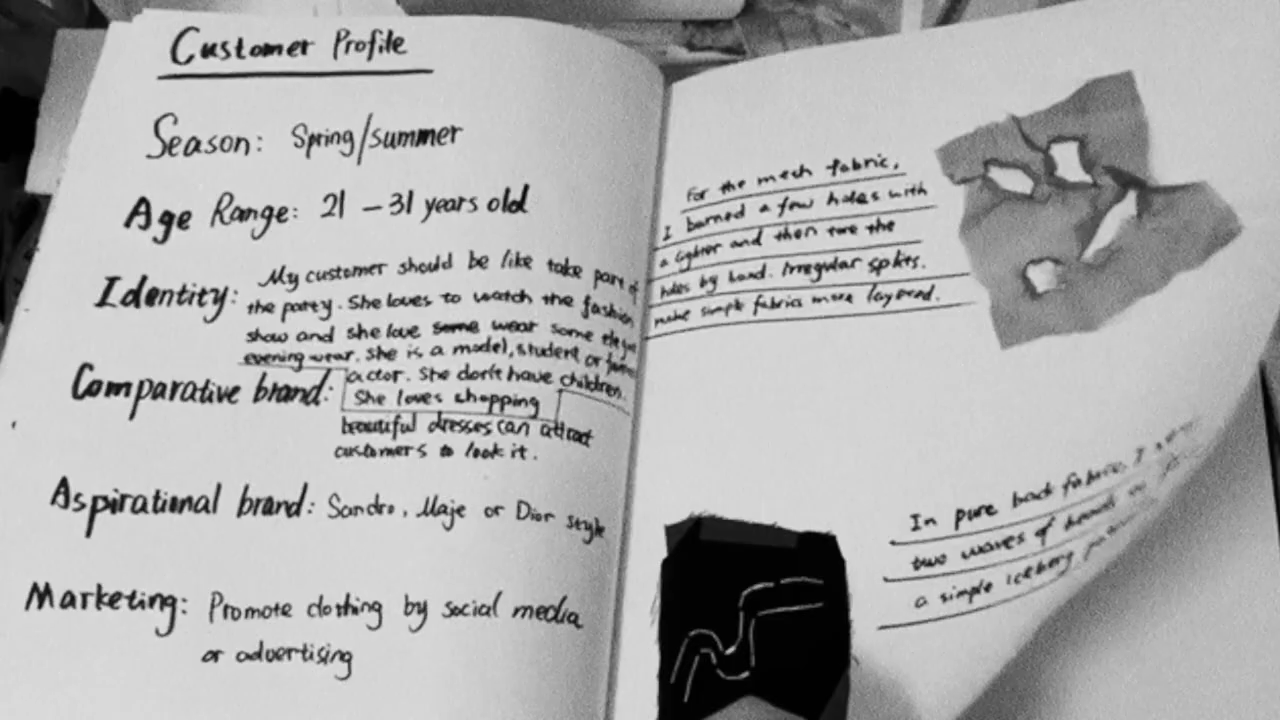 Customer Profile
Season: Spring/summer
Age Range: 21 - 31 years old
Identity: My customer should be like take part of
the party. She loves to watch the fashion
show and she love some wear some
evening wear. She is a model, student or
actor. She don't have children.
Comparative brand: She loves shopping
beautiful dresses can attract
customers to look it.
Aspirational brand: Sandro, Maje or Dior style
Marketing: Promote clothing by social media
or advertising
For the mech fabric,
I burned a few holes with
a lighter and then tore the
holes by hand. Irregular splits.
make simple fabrics more layered.
In pure back fabric, I
two waves of beads
a simple iceberg